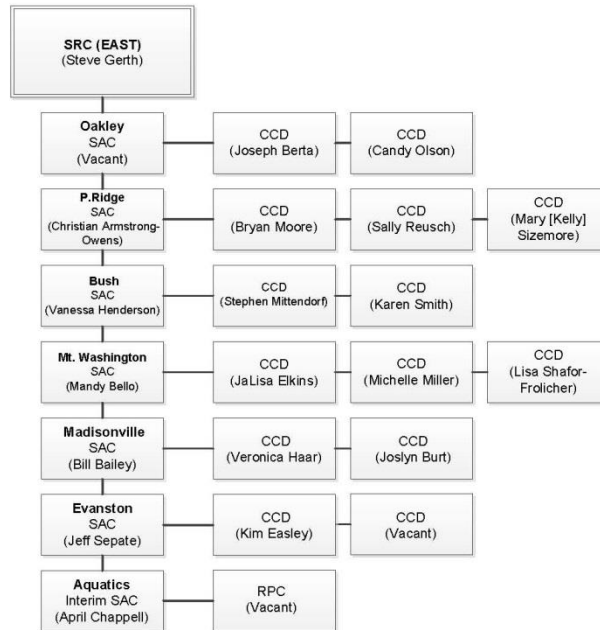 SRC (EAST)
(Steve Gerth)
Oakley
SAC
(Vacant)
CCD
(Joseph Berta)
CCD
(Candy Olson)
P.Ridge
SAC
(Christian Armstrong-
Owens)
CCD
(Bryan Moore)
CCD
(Sally Reusch)
CCD
(Mary [Kelly]
Sizemore)
Bush
SAC
(Vanessa Henderson)
CCD
(Stephen Mittendorf)
CCD
(Karen Smith)
Mt. Washington
SAC
(Mandy Bello)
CCD
(JaLisa Elkins)
CCD
(Michelle Miller)
CCD
(Lisa Shafor-
Frolicher)
Madisonville
SAC
(Bill Bailey)
CCD
(Veronica Haar)
CCD
(Joslyn Burt)
Evanston
SAC
(Jeff Sepate)
CCD
(Kim Easley)
CCD
(Vacant)
Aquatics
Interim SAC
(April Chappell)
RPC
(Vacant)